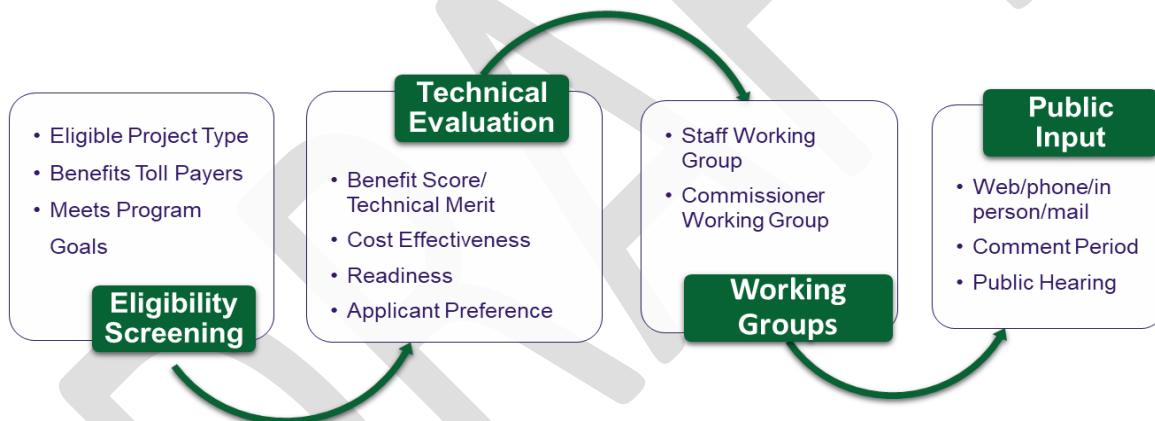 • Eligible Project Type
• Benefits Toll Payers
• Meets Program
Goals
Eligibility
Screening
Technical
Evaluation
• Benefit Score/
Technical Merit
• Cost Effectiveness
• Readiness
• Applicant Preference
• Staff Working
Group
• Commissioner
Working Group
Working
Groups
Public
Input
• Web/phone/in
person/mail
• Comment Period
• Public Hearing
DRAFT